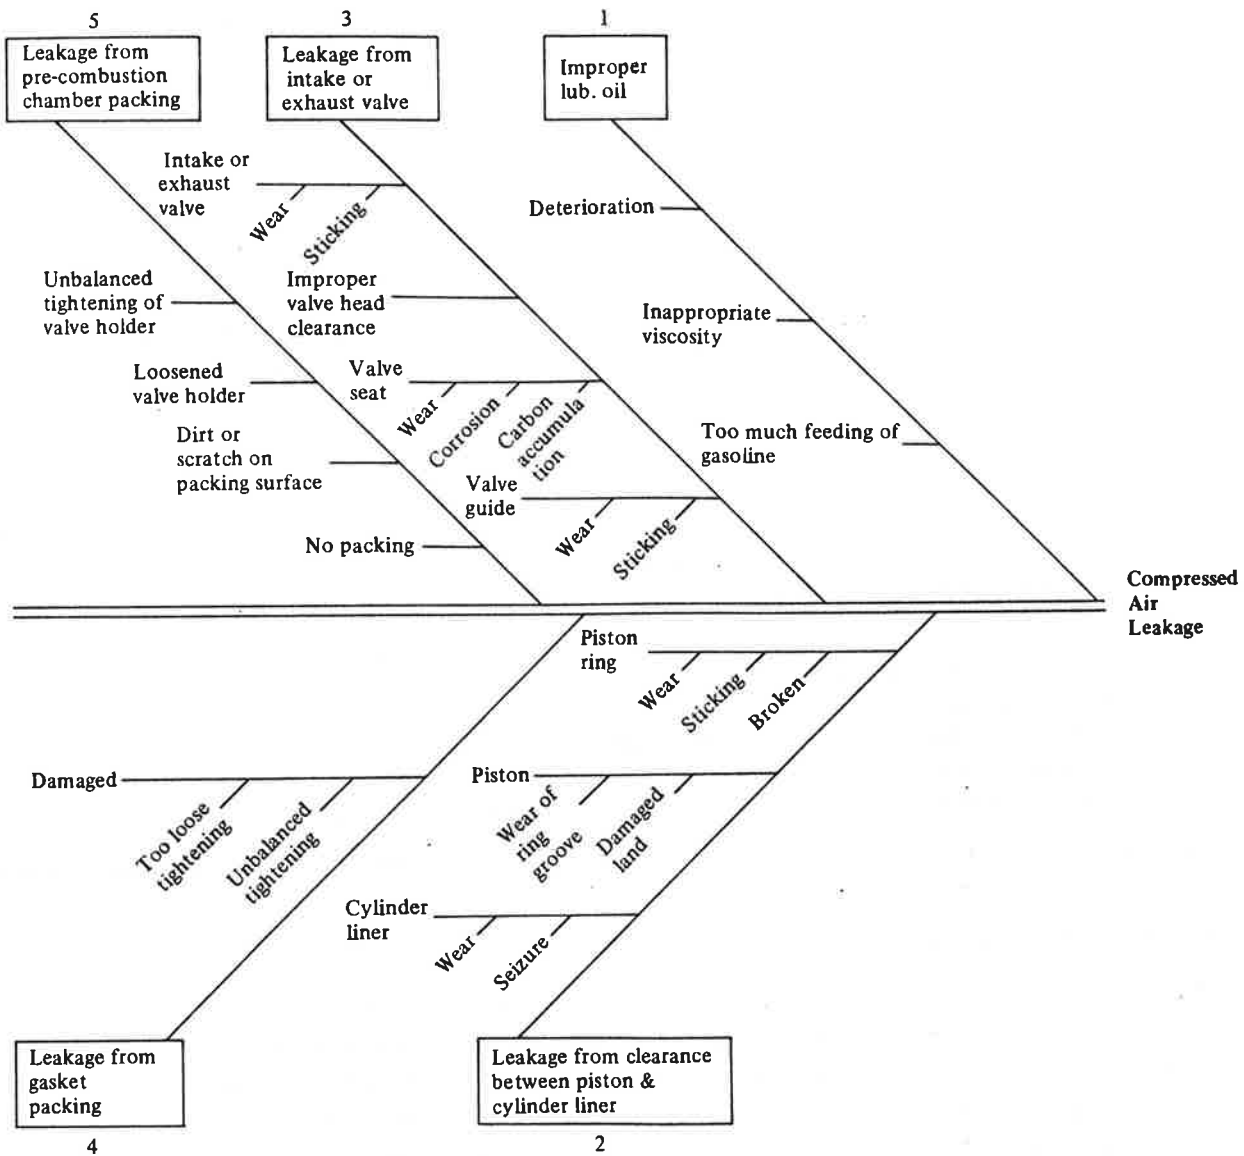 5
Leakage from
pre-combustion
chamber packing
3
Leakage from
intake or
exhaust valve
1
Improper
lub. oil
Intake or
exhaust
valve
Wear
Sticking
Deterioration
Unbalanced
tightening of
valve holder
Improper
valve head
clearance
Inappropriate
viscosity
Loosened
valve holder
Valve
seat
Wear
Corrosion
Carbon
accumula
tion
Dirt or
scratch on
packing surface
Too much feeding of
gasoline
Valve
guide
Wear
Sticking
No packing
Compressed
Air
Leakage
Piston
ring
Wear
Sticking
Broken
Damaged
Too loose
tightening
Unbalanced
tightening
Piston
Wear of
ring
groove
Damaged
land
Cylinder
liner
Wear
Seizure
Leakage from
gasket
packing
4
Leakage from clearance
between piston &
cylinder liner
2